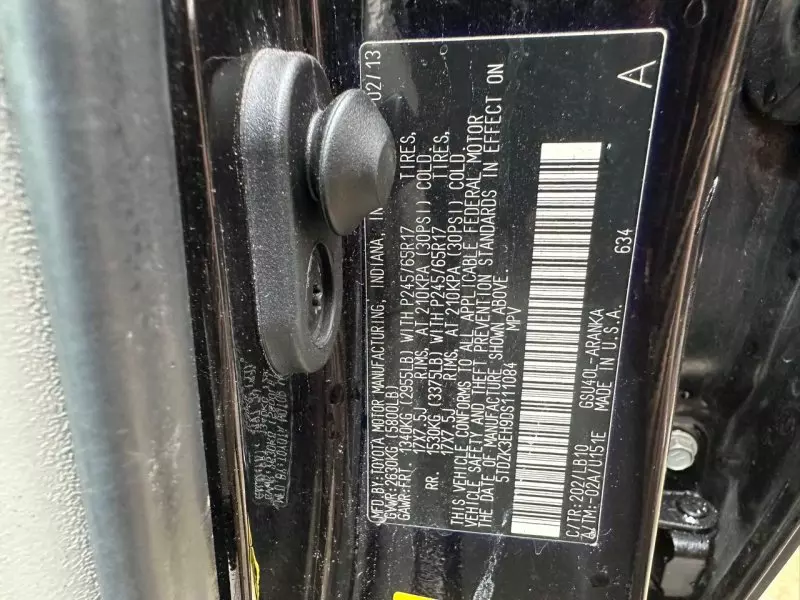 MFD.BY:TOYOTA MOTOR MANUFACTURING, INDIANA, IN 02/13
GVWR:2630KG (5800LB)
GAWR:FRT. 1340KG (2955LB) WITH P245/65R17 TIRES,
17X7.5J RIMS, AT 210KPA (30PSI) COLD.
RR. 1530KG (3375LB) WITH P245/65R17 TIRES,
17X7.5J RIMS, AT 210KPA (30PSI) COLD.
THIS VEHICLE CONFORMS TO ALL APPLICABLE FEDERAL MOTOR
VEHICLE SAFETY AND THEFT PREVENTION STANDARDS IN EFFECT ON
THE DATE OF MANUFACTURE SHOWN ABOVE.
5TDZK3EH9DS111084 MPV
A
C/TR:202/LB10 GSU40L-ARANKA 634
A/TM:-02A/U151E MADE IN U.S.A.